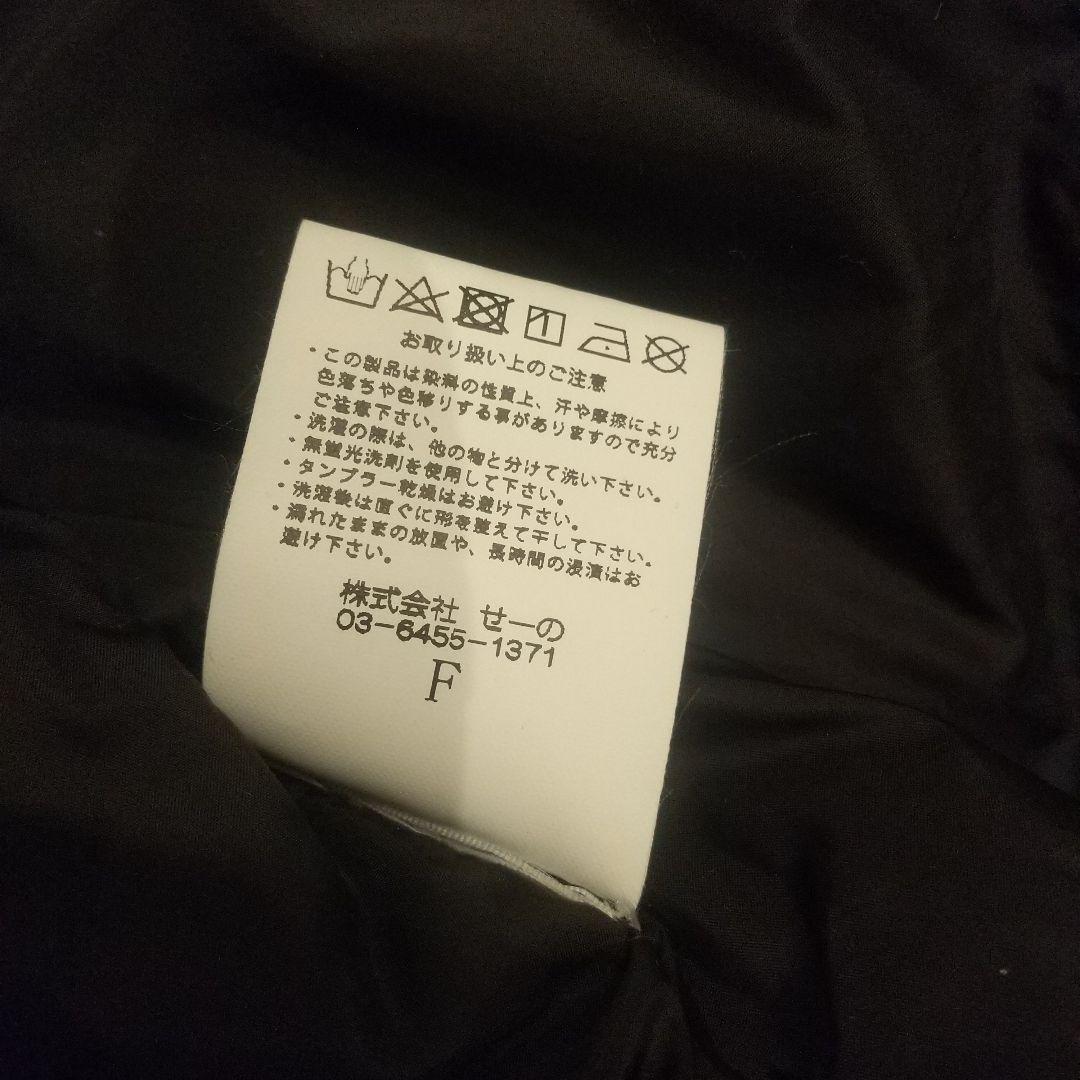 お取り扱い上のご注意
・この製品は染料の性質上、汗や摩擦により
色落ちや色移りする事がありますので充分
ご注意下さい。
・洗濯の際は、他の物と分けて洗い下さい。
・無蛍光洗剤を使用して下さい。
・タンブラー乾燥はお避け下さい。
・洗濯後は直ぐに形を整えて干して下さい。
・濡れたままの放置や、長時間の浸漬はお
避け下さい。
株式会社 せーの
03-6455-1371
F